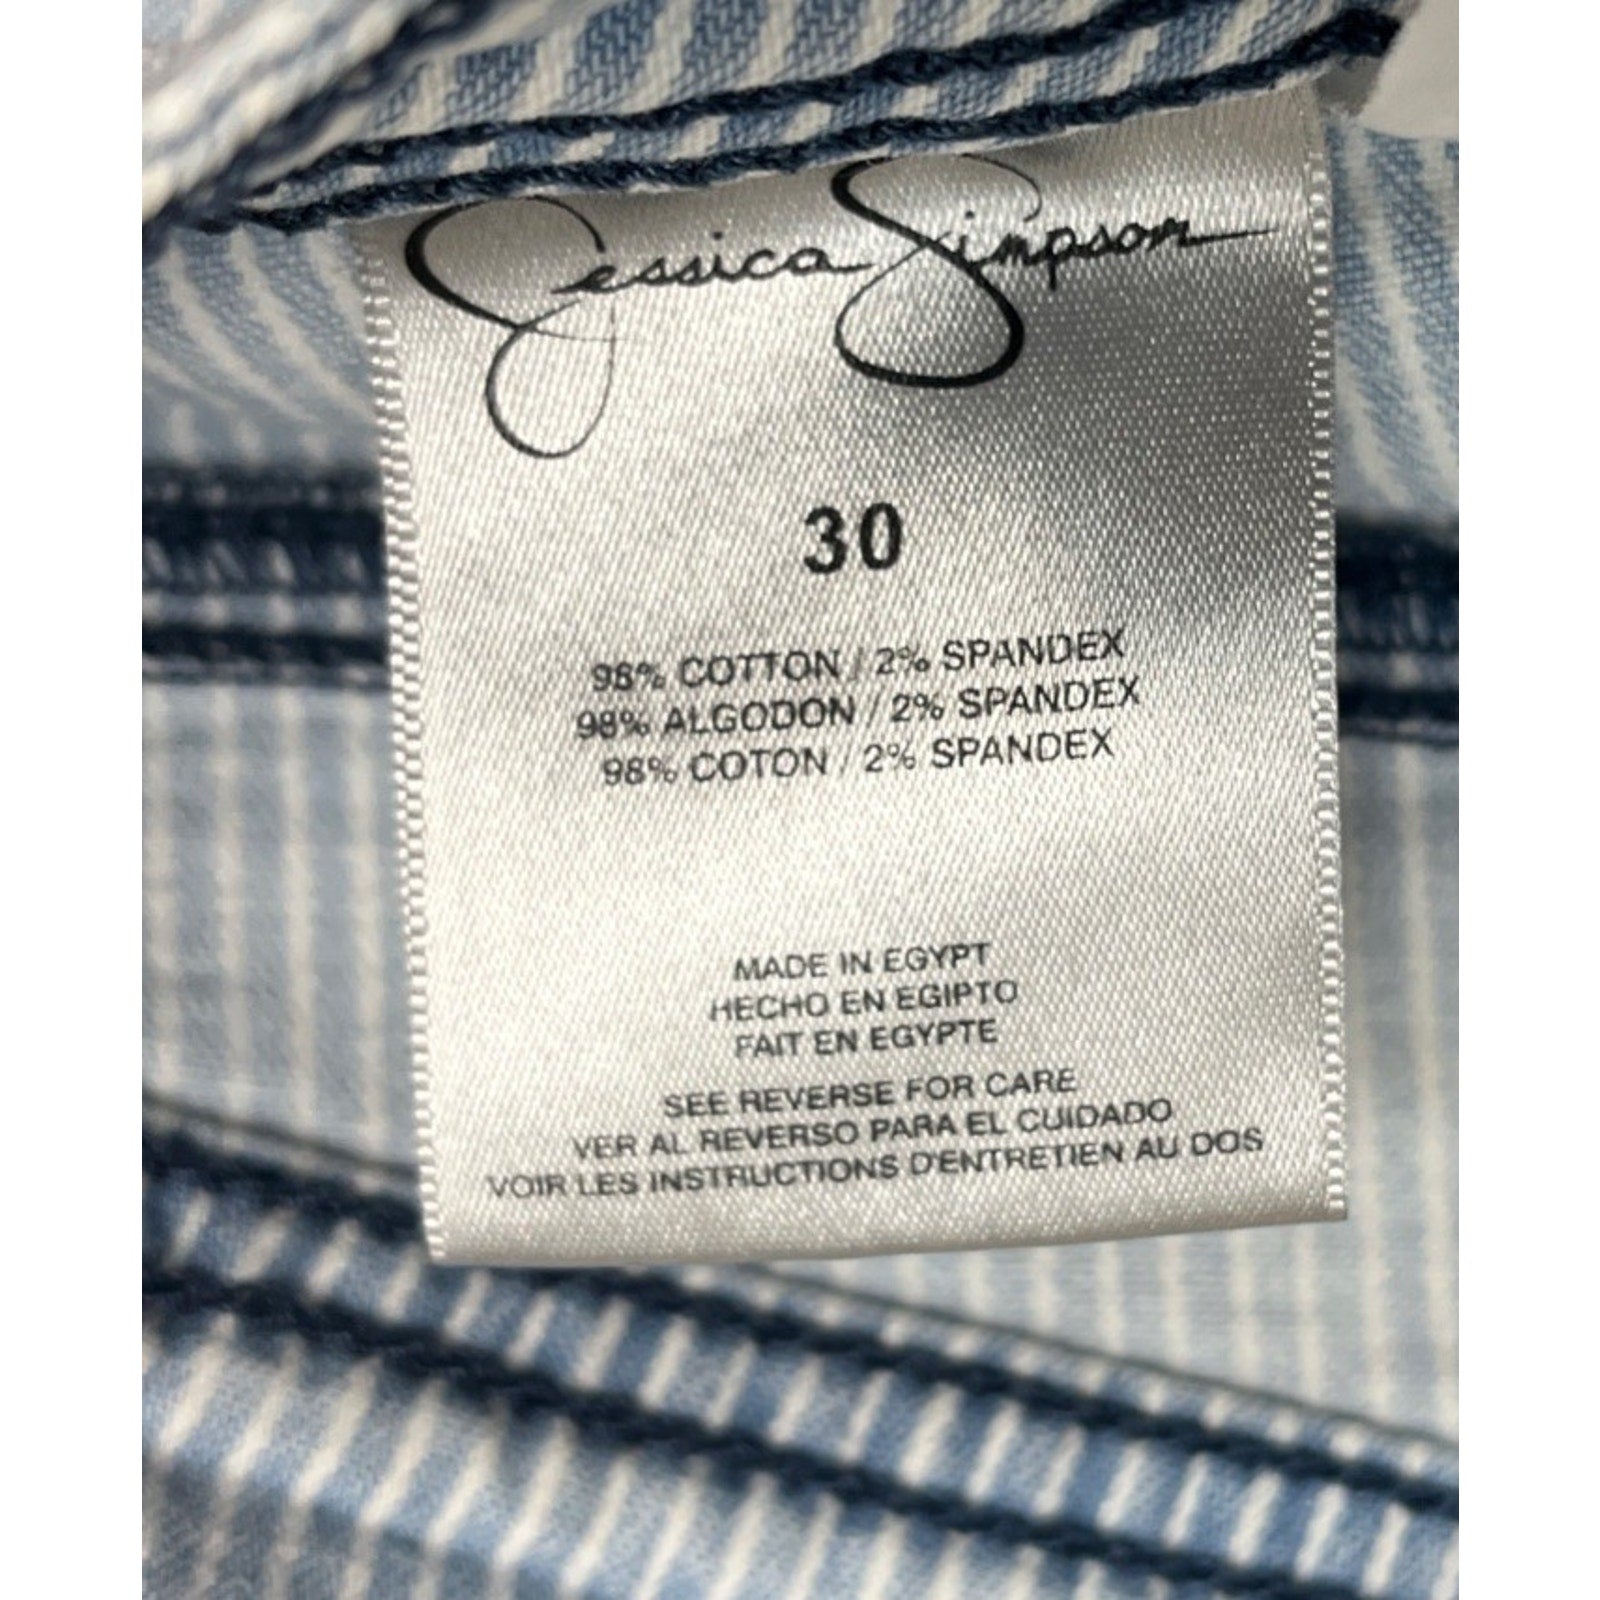 Jessica Simpson
30
98% COTTON / 2% SPANDEX
98% ALGODON / 2% SPANDEX
98% COTON / 2% SPANDEX
MADE IN EGYPT
HECHO EN EGIPTO
FAIT EN EGYPTE
SEE REVERSE FOR CARE
VER AL REVERSO PARA EL CUIDADO
VOIR LES INSTRUCTIONS D'ENTRETIEN AU DOS